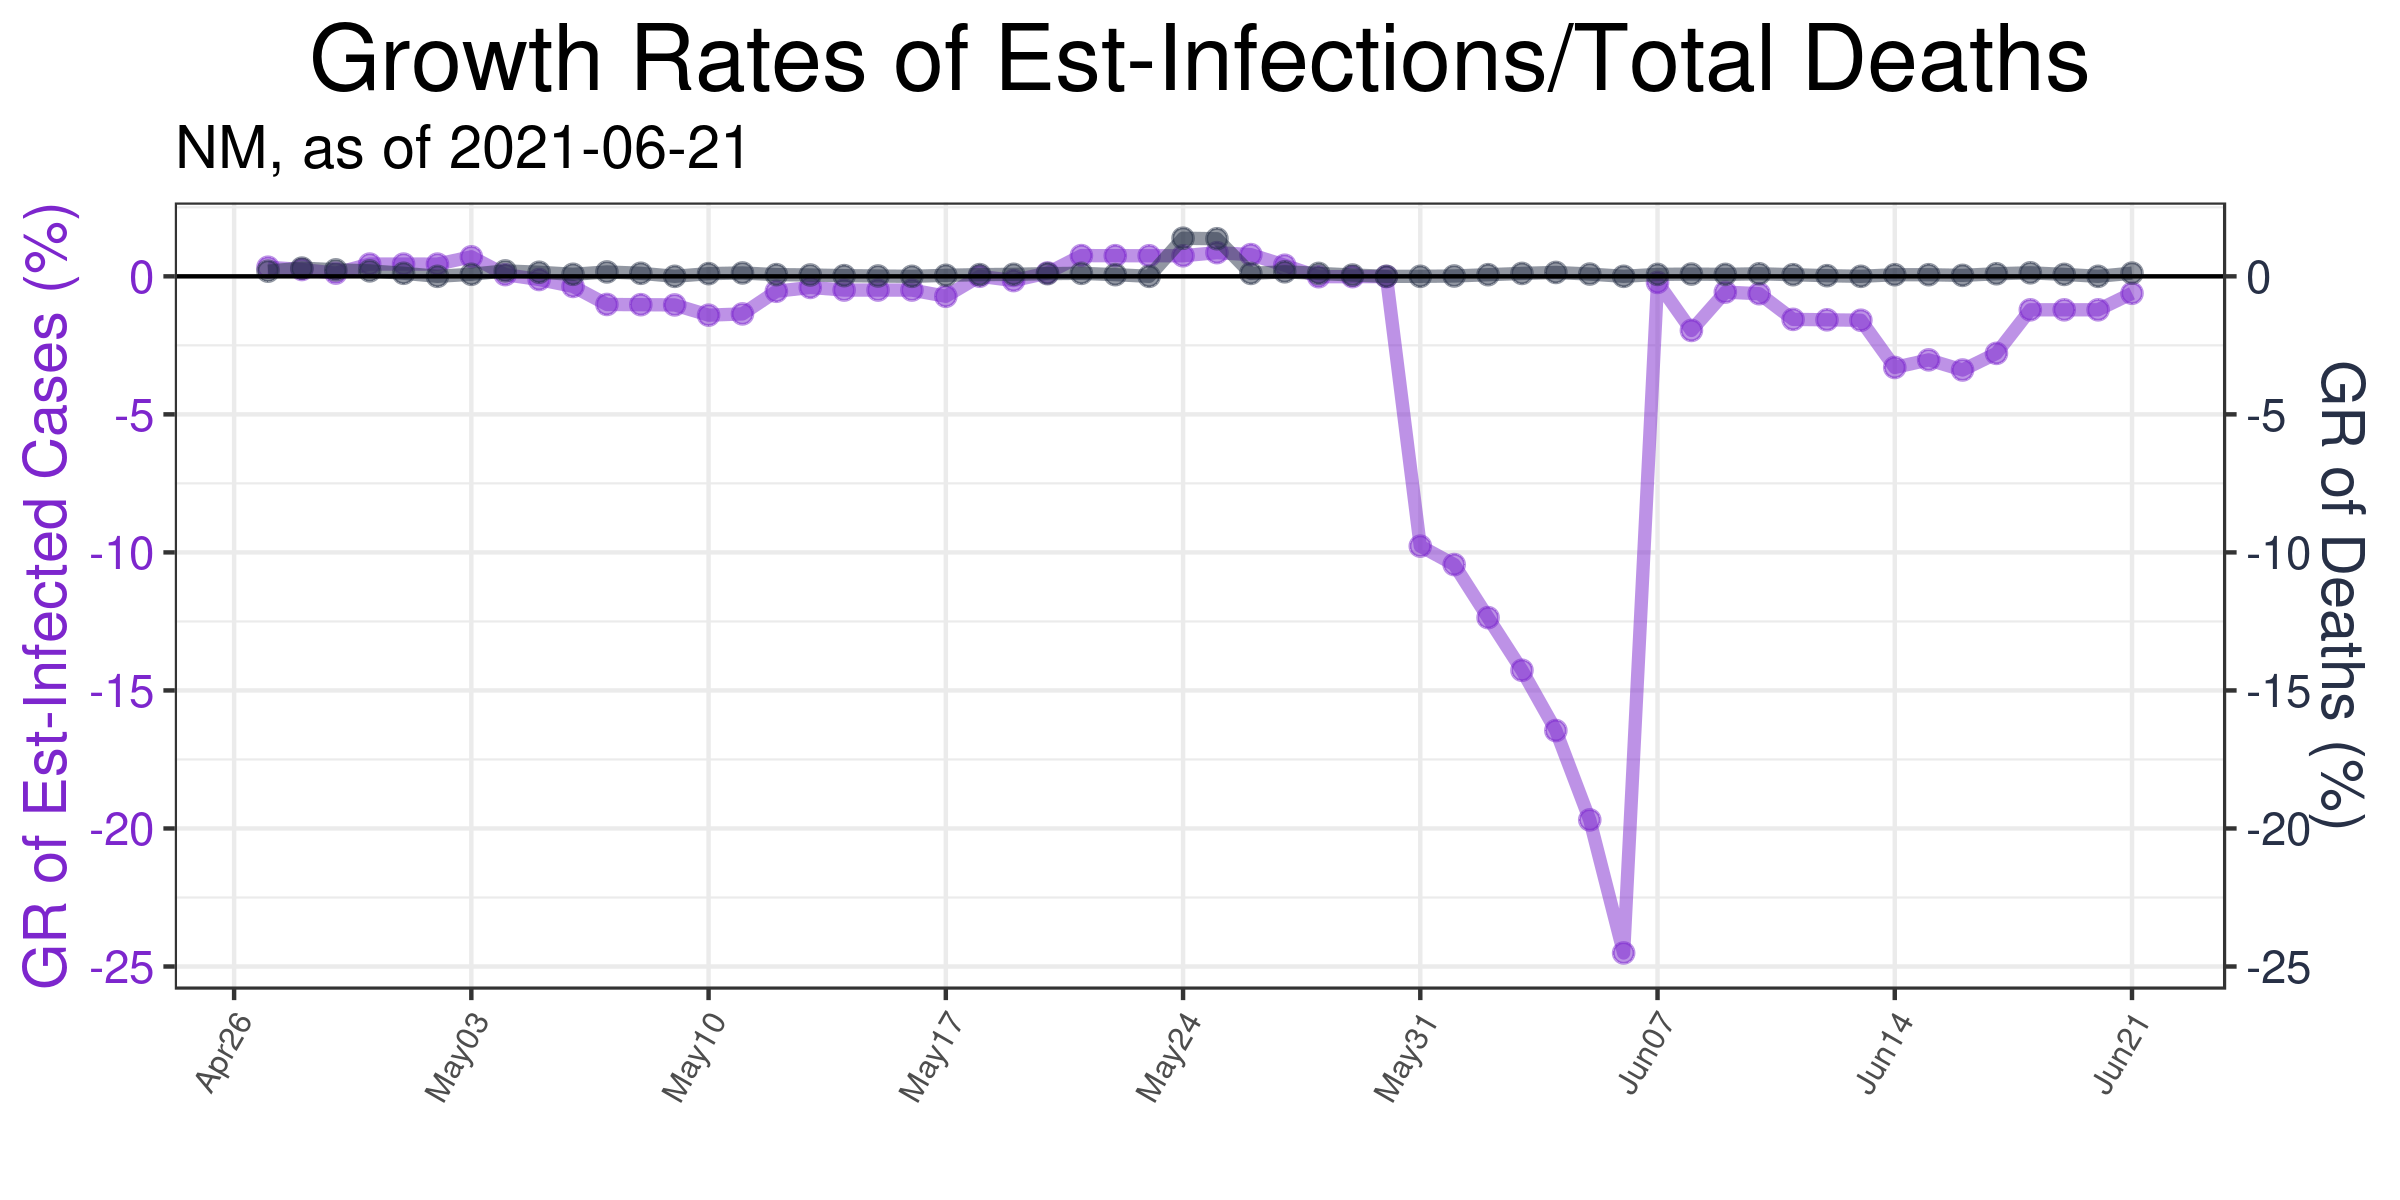 Growth Rates of Est-Infections/Total Deaths
NM, as of 2021-06-21
GR of Est-Infected Cases (%)
0
-5
-10
-15
-20
-25
0
-5
-10
-15
-20
-25
GR of Deaths (%)
Apr26
May03
May10
May17
May24
May31
Jun07
Jun14
Jun21